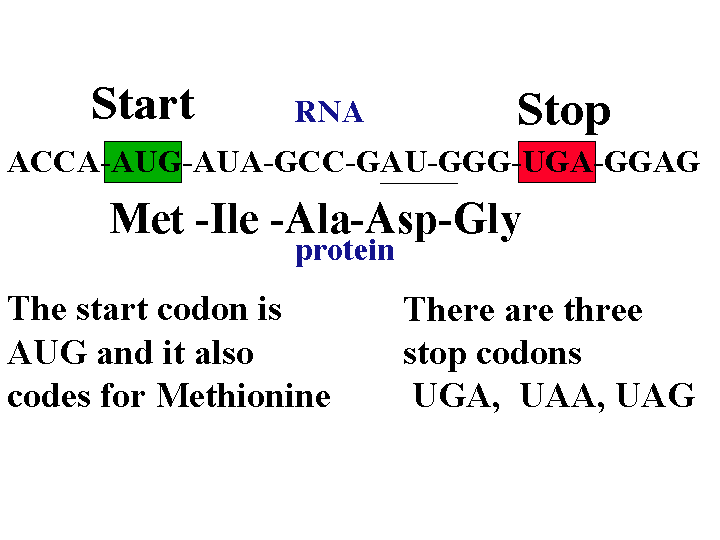 Start RNA Stop
ACCA-AUG-AUA-GCC-GAU-GGG-UGA-GGAG
Met -Ile -Ala-Asp-Gly
protein
The start codon is
AUG and it also
codes for Methionine
There are three
stop codons
UGA, UAA, UAG